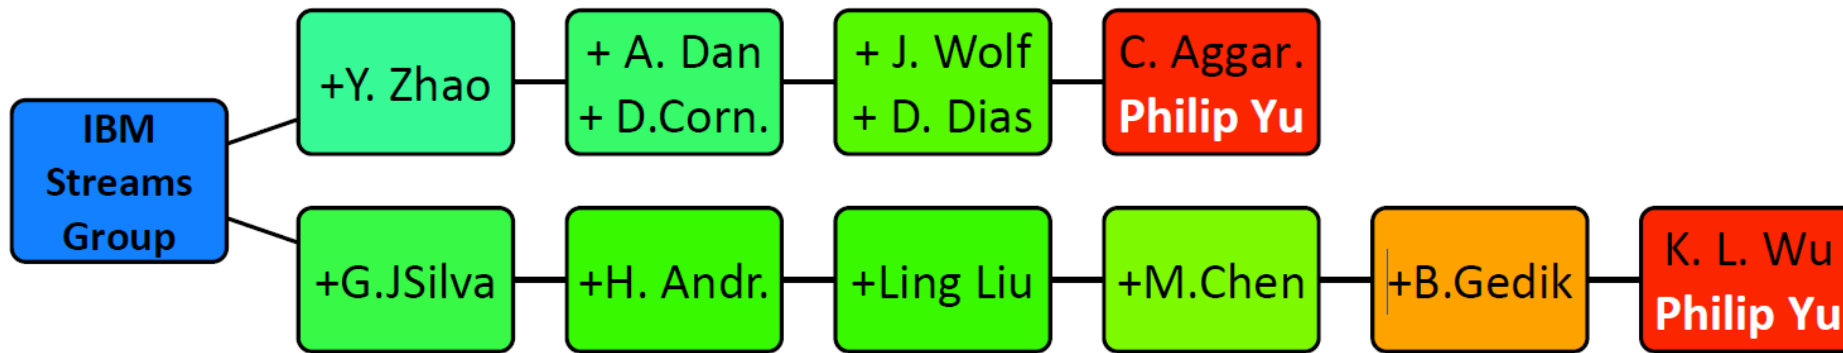 IBM
Streams
Group
+Y. Zhao
+ A. Dan
+ D.Corn.
+ J. Wolf
+ D. Dias
C. Aggar.
Philip Yu
+G.JSilva
+H. Andr.
+Ling Liu
+M.Chen
+B.Gedik
K. L. Wu
Philip Yu